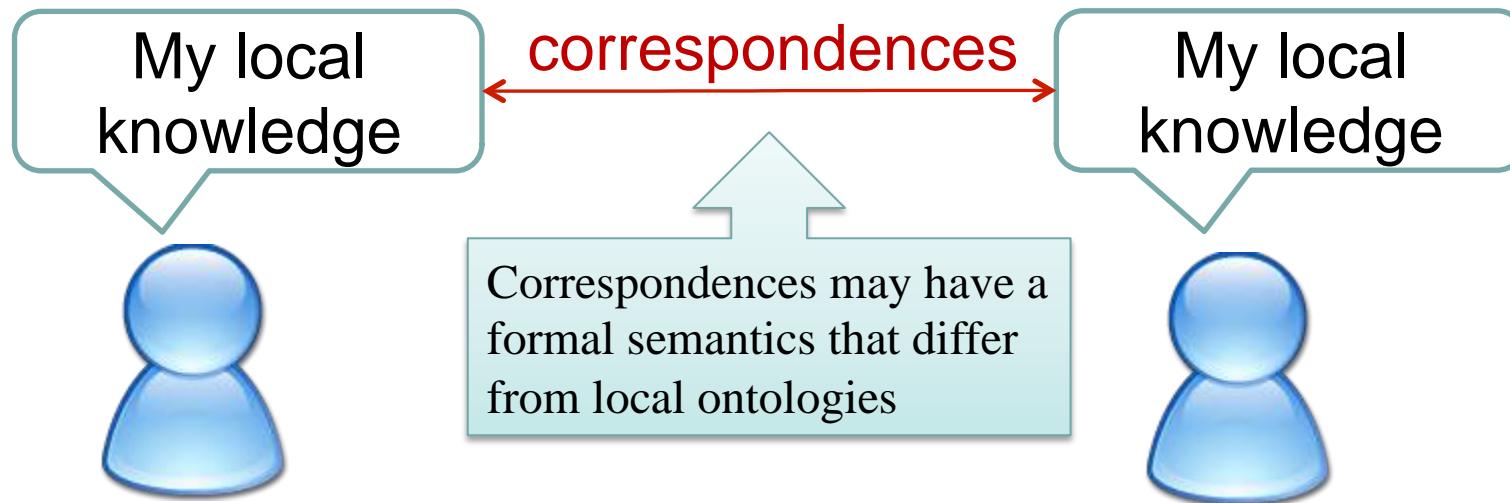 My local
knowledge
correspondences
My local
knowledge
Correspondences may have a
formal semantics that differ
from local ontologies